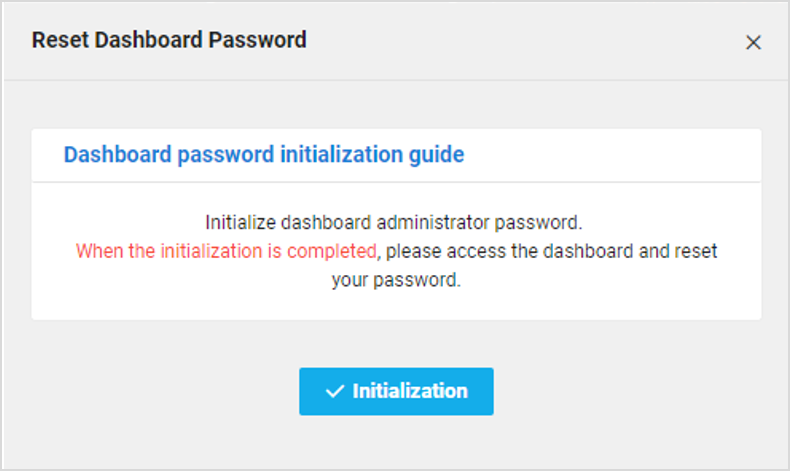 Reset Dashboard Password
Dashboard password initialization guide
Initialize dashboard administrator password.
When the initialization is completed, please access the dashboard and reset
your password.
Initialization